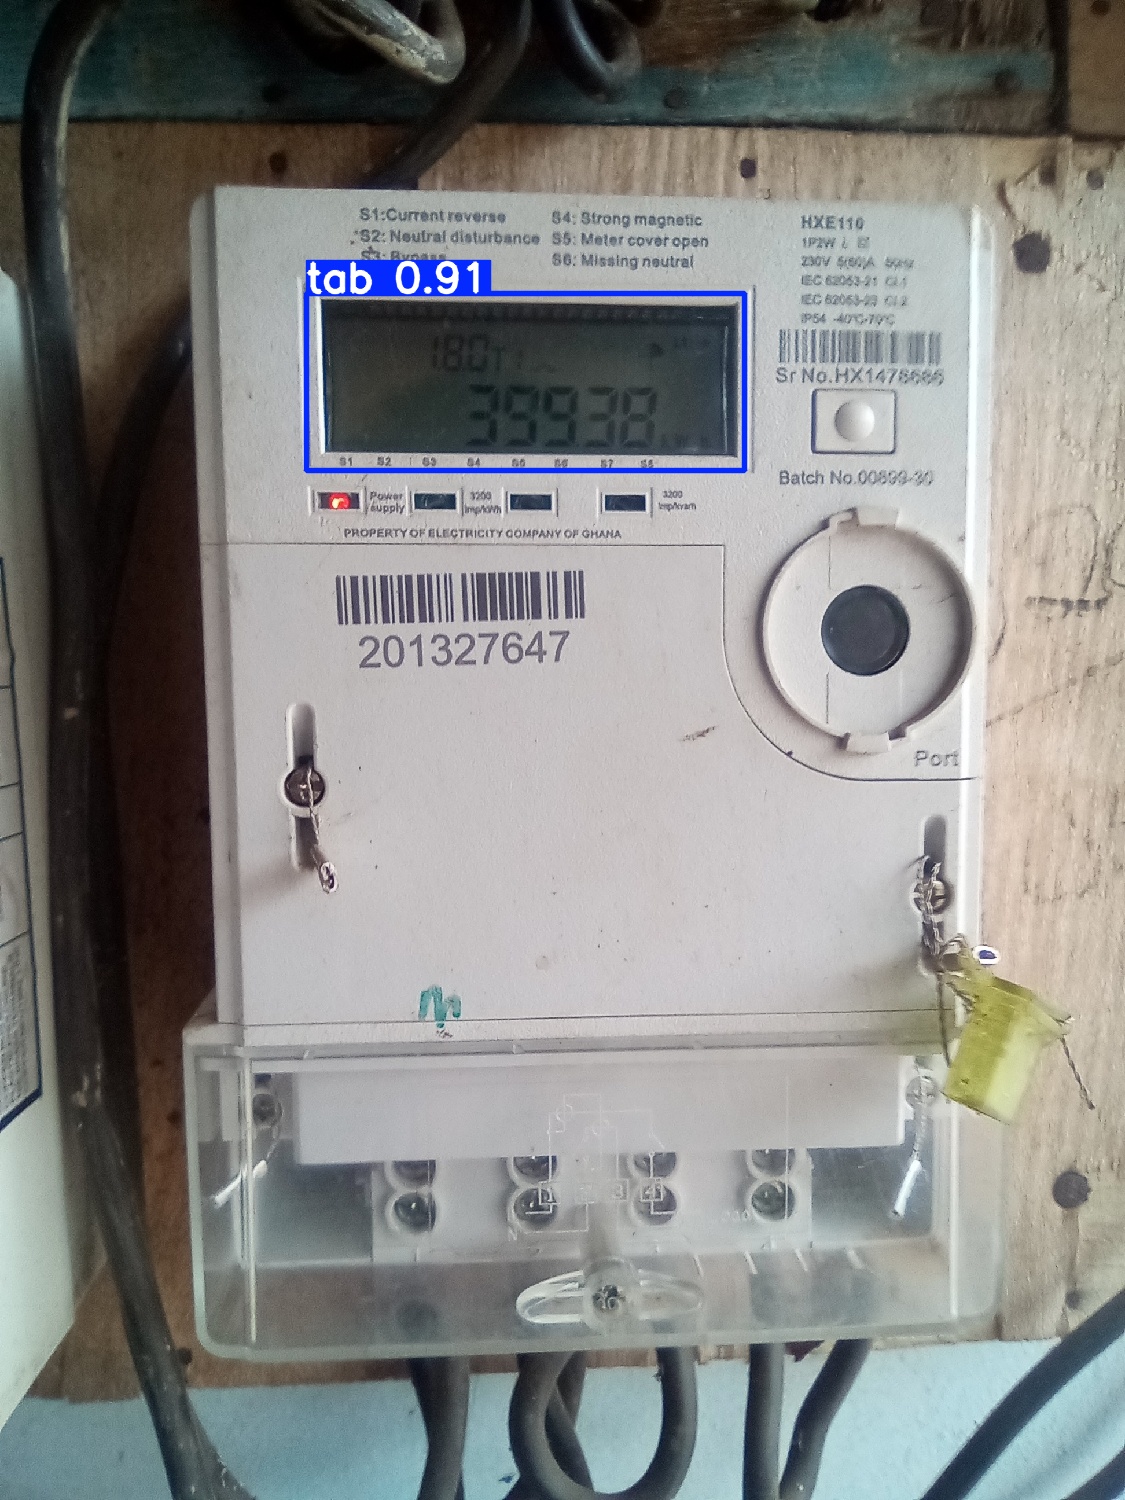 S1:Current reverse
S2: Neutral disturbance
S3: Bypass
S4: Strong magnetic
S5: Meter cover open
S6: Missing neutral
HXE110
1P2W
230V 5(60)A 50Hz
IEC 62053-21 Cl.1
IEC 62053-23 Cl.2
IP54 -40°C-70°C
tab 0.91
1.8.0
39938
Sr No.HX1478686
S1 S2 S3 S4 S5 S6 S7 S8
Batch No.00899-30
Power supply
3200 imp/kWh
3200 imp/kvarh
PROPERTY OF ELECTRICITY COMPANY OF GHANA
201327647
Port